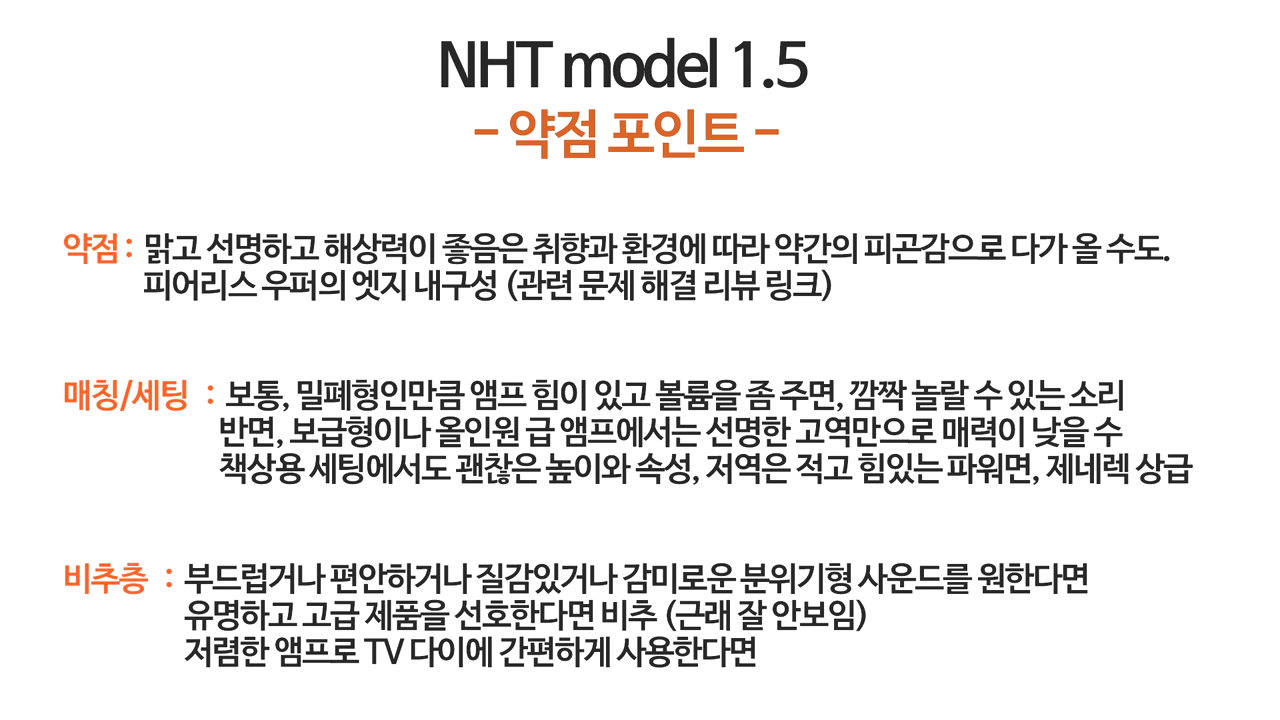 NHT model 1.5
– 약점 포인트 –
약점 : 맑고 선명하고 해상력이 좋음은 취향과 환경에 따라 약간의 피곤감으로 다가 올 수도.
피어리스 우퍼의 엣지 내구성 (관련 문제 해결 리뷰 링크)
매칭/세팅 : 보통, 밀폐형인만큼 앰프 힘이 있고 볼륨을 좀 주면, 깜짝 놀랄 수 있는 소리
반면, 보급형이나 올인원 급 앰프에서는 선명한 고역만으로 매력이 낮을 수
책상용 세팅에서도 괜찮은 높이와 속성, 저역은 적고 힘있는 파워면, 제네렉 상급
비추층 : 부드럽거나 편안하거나 질감있거나 감미로운 분위기형 사운드를 원한다면
유명하고 고급 제품을 선호한다면 비추 (근래 잘 안보임)
저렴한 앰프로 TV 다이에 간편하게 사용한다면